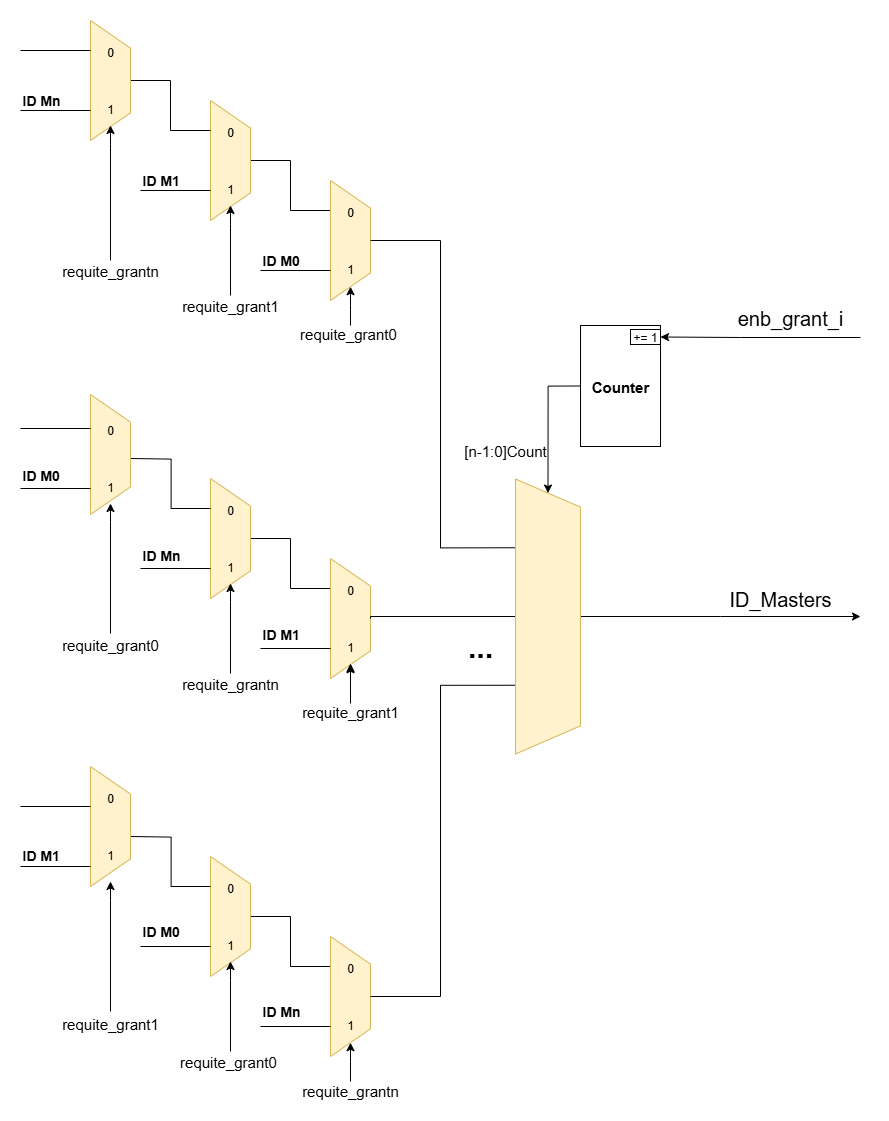 0
ID Mn
1
0
ID M1
1
requite_grantn
0
ID M0
1
requite_grant1
requite_grant0
enb_grant_i
+= 1
Counter
[n-1:0]Count
0
ID M0
1
0
ID Mn
1
requite_grant0
0
ID M1
1
requite_grantn
requite_grant1
ID_Masters
...
0
ID M1
1
0
ID M0
1
requite_grant1
0
ID Mn
1
requite_grant0
requite_grantn